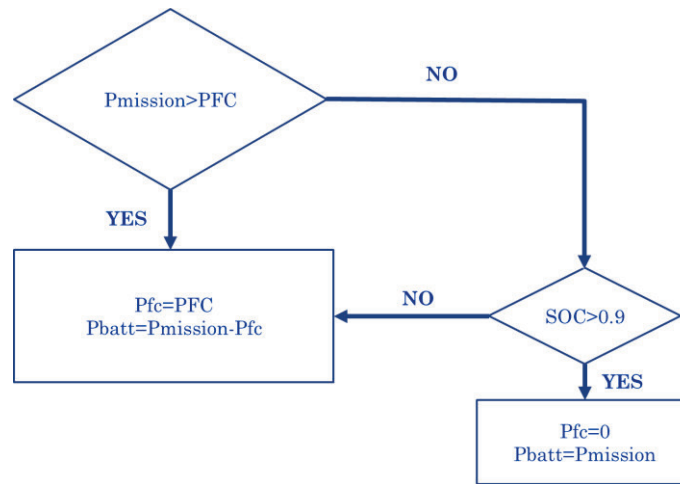 Pmission>PFC
NO
YES
Pfc=PFC
Pbatt=Pmission-Pfc
NO
SOC>0.9
YES
Pfc=0
Pbatt=Pmission